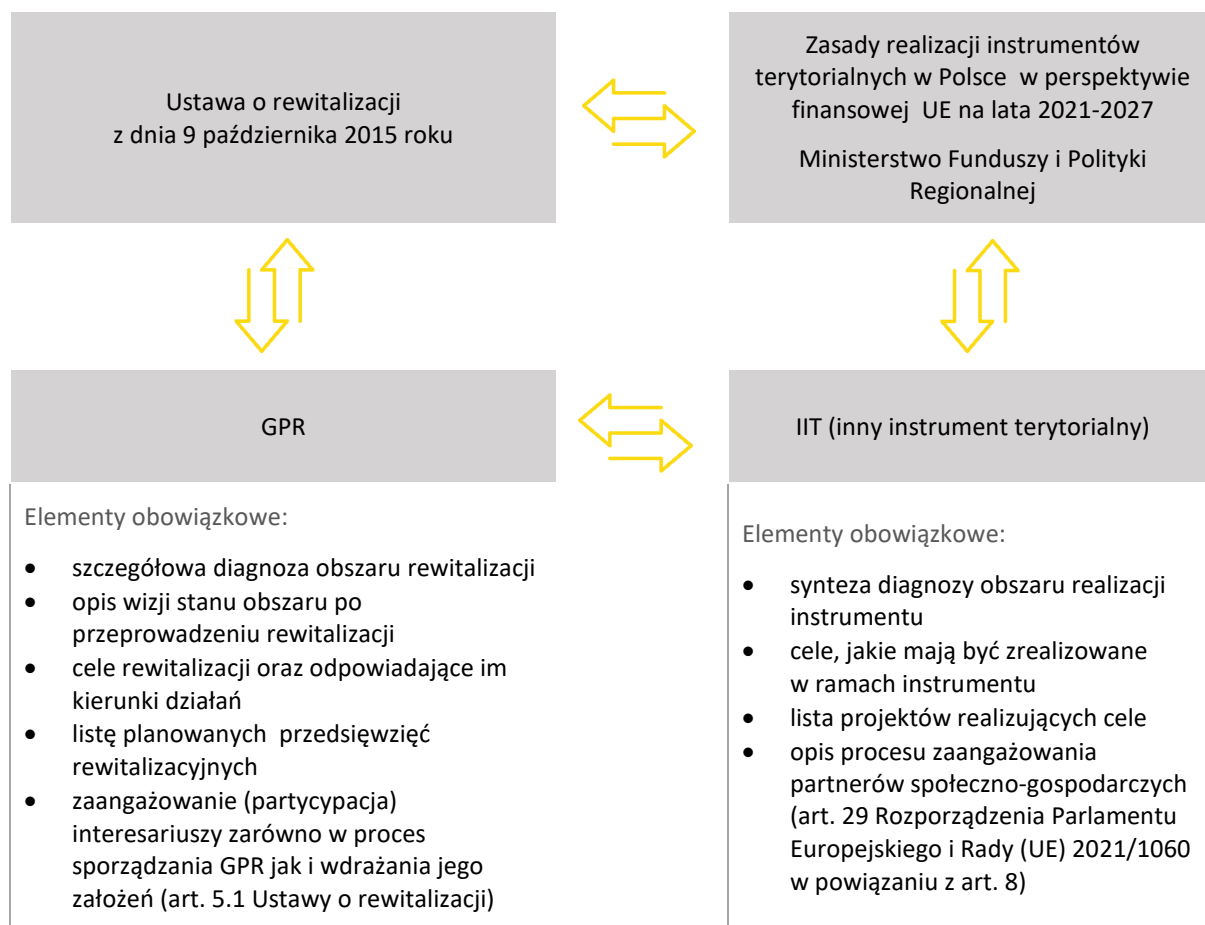 Ustawa o rewitalizacji
z dnia 9 października 2015 roku
Zasady realizacji instrumentów
terytorialnych w Polsce w perspektywie
finansowej UE na lata 2021-2027
Ministerstwo Funduszy i Polityki
Regionalnej
GPR
IIT (inny instrument terytorialny)
Elementy obowiązkowe:
• szczegółowa diagnoza obszaru rewitalizacji
• opis wizji stanu obszaru po
przeprowadzeniu rewitalizacji
• cele rewitalizacji oraz odpowiadające im
kierunki działań
• listę planowanych przedsięwzięć
rewitalizacyjnych
• zaangażowanie (partycypacja)
interesariuszy zarówno w proces
sporządzania GPR jak i wdrażania jego
założeń (art. 5.1 Ustawy o rewitalizacji)
Elementy obowiązkowe:
• synteza diagnozy obszaru realizacji
instrumentu
• cele, jakie mają być zrealizowane
w ramach instrumentu
• lista projektów realizujących cele
• opis procesu zaangażowania
partnerów społeczno-gospodarczych
(art. 29 Rozporządzenia Parlamentu
Europejskiego i Rady (UE) 2021/1060
w powiązaniu z art. 8)